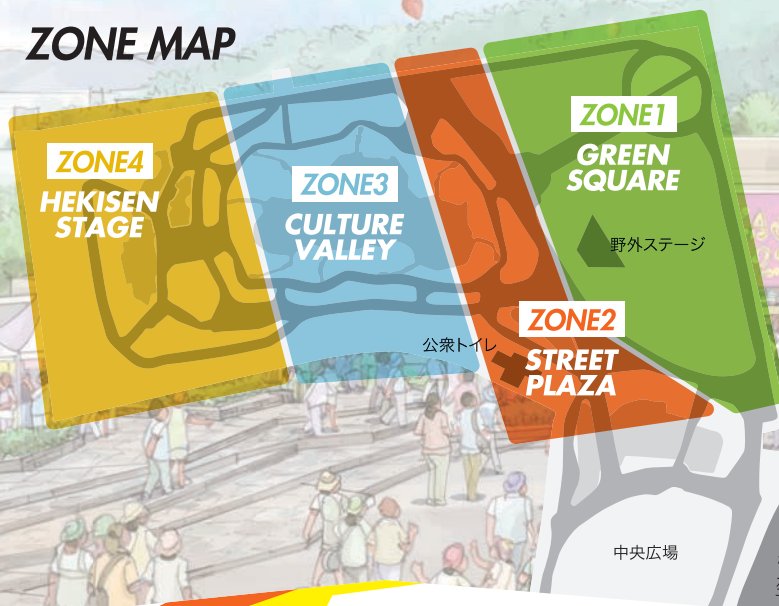 ZONE MAP
ZONE4
HEKISEN
STAGE
ZONE3
CULTURE
VALLEY
ZONE1
GREEN
SQUARE
野外ステージ
ZONE2
STREET
PLAZA
公衆トイレ
中央広場